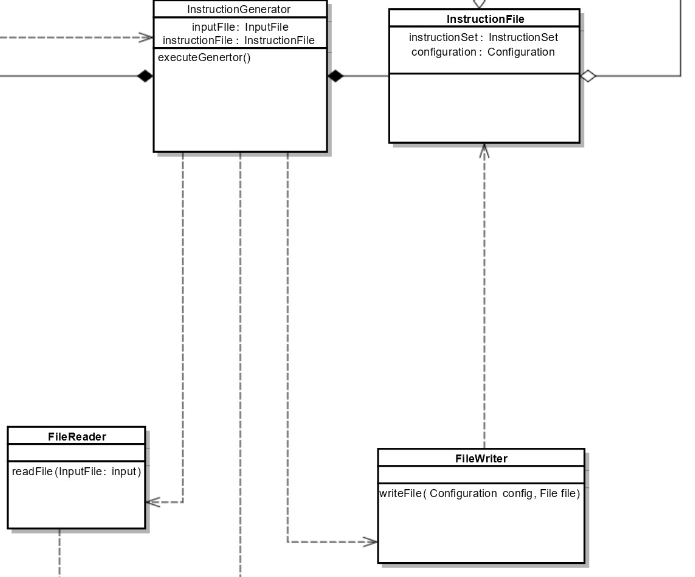 InstructionGenerator
inputFIle: InputFile
instructionFile: InstructionFile
executeGenertor()
InstructionFile
instructionSet: InstructionSet
configuration: Configuration
FileReader
readFile(InputFile: input)
FileWriter
writeFile( Configuration config, File file)